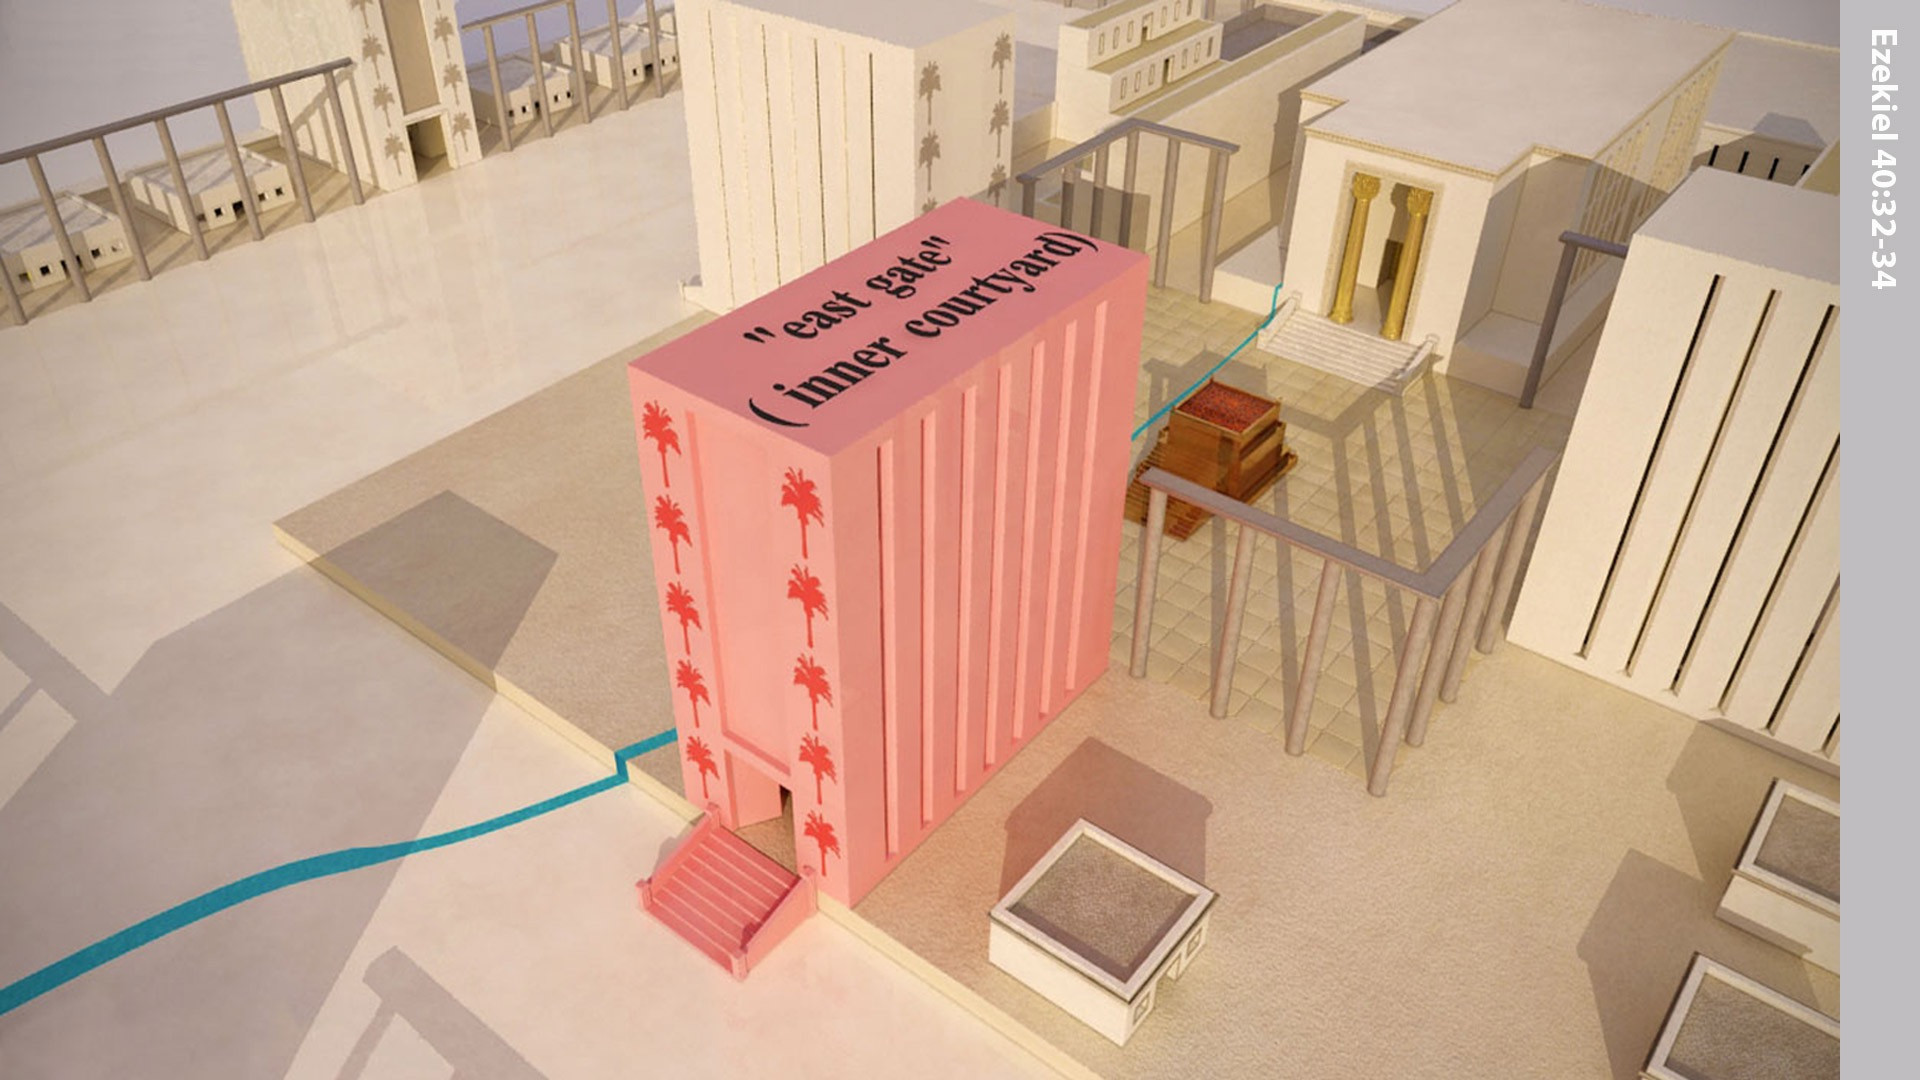 " east gate"
( inner courtyard)
Ezekiel 40:32-34